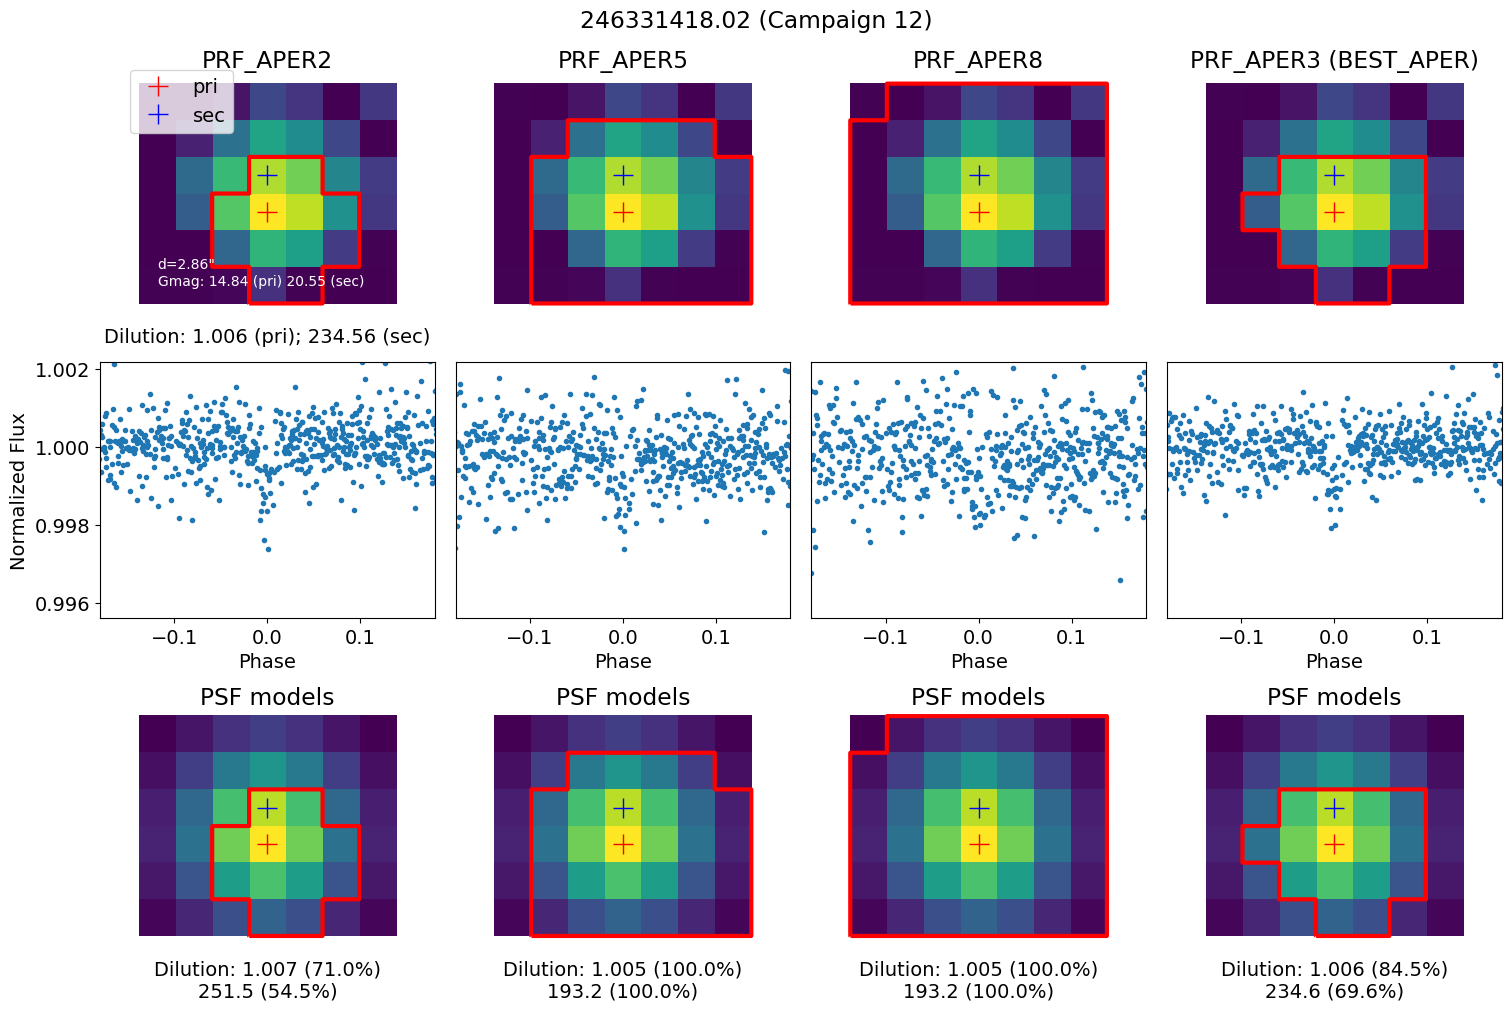 246331418.02 (Campaign 12)
PRF_APER2
PRF_APER5
PRF_APER8
PRF_APER3 (BEST_APER)
pri
sec
d=2.86"
Gmag: 14.84 (pri) 20.55 (sec)
Dilution: 1.006 (pri); 234.56 (sec)
Normalized Flux
1.002
1.000
0.998
0.996
−0.1 0.0 0.1
Phase
−0.1 0.0 0.1
Phase
−0.1 0.0 0.1
Phase
−0.1 0.0 0.1
Phase
PSF models
PSF models
PSF models
PSF models
Dilution: 1.007 (71.0%)
251.5 (54.5%)
Dilution: 1.005 (100.0%)
193.2 (100.0%)
Dilution: 1.005 (100.0%)
193.2 (100.0%)
Dilution: 1.006 (84.5%)
234.6 (69.6%)